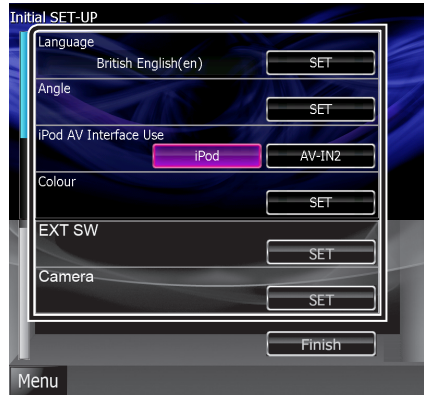 Initial SET-UP
Language
British English(en) SET
Angle
SET
iPod AV Interface Use
iPod AV-IN2
Colour
SET
EXT SW
SET
Camera
SET
Finish
Menu